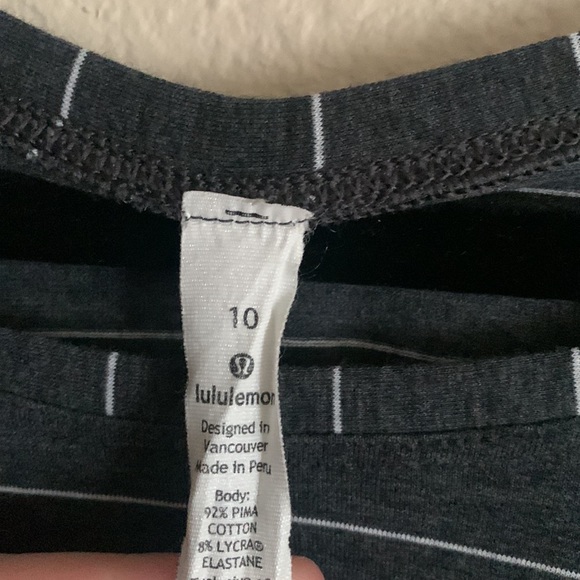 10
lululemon
Designed in
Vancouver
Made in Peru
Body:
92% PIMA
COTTON
8% LYCRA®
ELASTANE